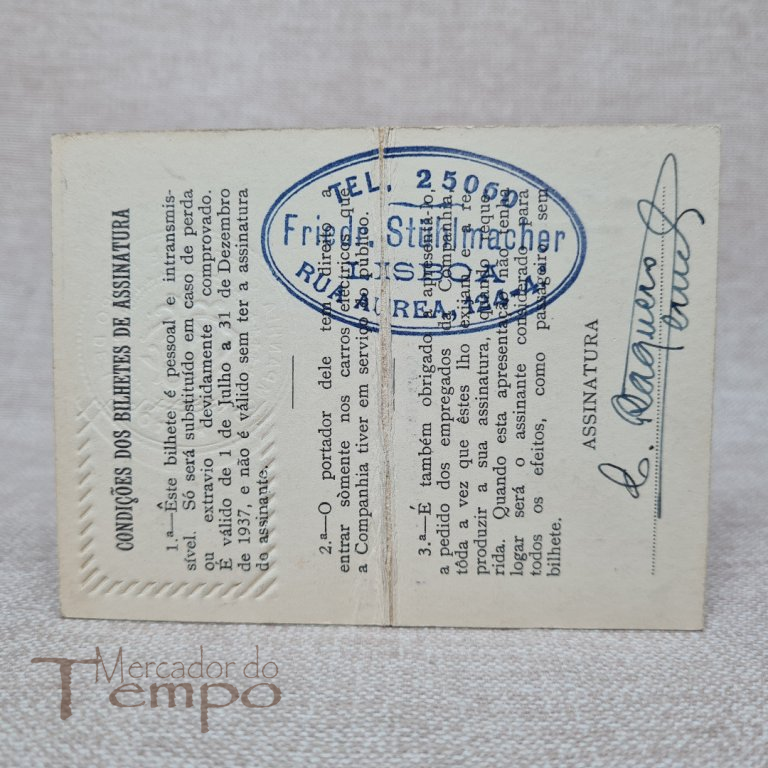 CONDIÇÕES DOS BILHETES DE ASSINATURA
1.ª—Êste bilhete é pessoal e intransmis-
sível. Só será substituido em caso de perda
ou extravio devidamente comprovado.
É válido de 1 de Julho a 31 de Dezembro
de 1937, e não é válido sem ter a assinatura
do assinante.
2.ª—O portador dele tem direito a
entrar sòmente nos carros eléctricos que
a Companhia tiver em serviço ao público.
3.ª—É também obrigado a apresentá-lo
a pedido dos empregados da Companhia,
tôda a vez que êstes lho exijam e a re-
produzir a sua assinatura, quando reque-
rida. Quando esta apresentação não tenha
logar será o assinante considerado para
todos os efeitos, como passageiro sem
bilhete.
ASSINATURA
TEL. 25060
Friedr. Stuhlmacher
LISBOA
RUA AUREA,
Mercador do
Tempo